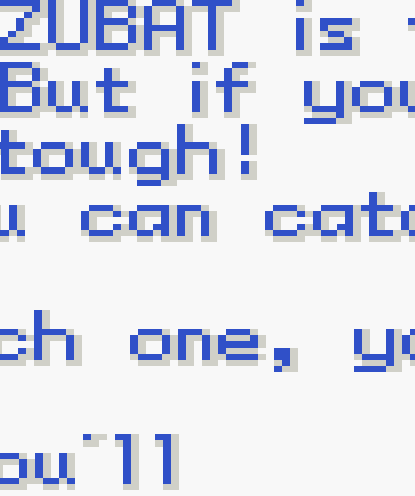 ZUBAT is
But if you
tough!
u can catc
ch one, yo
ou'll